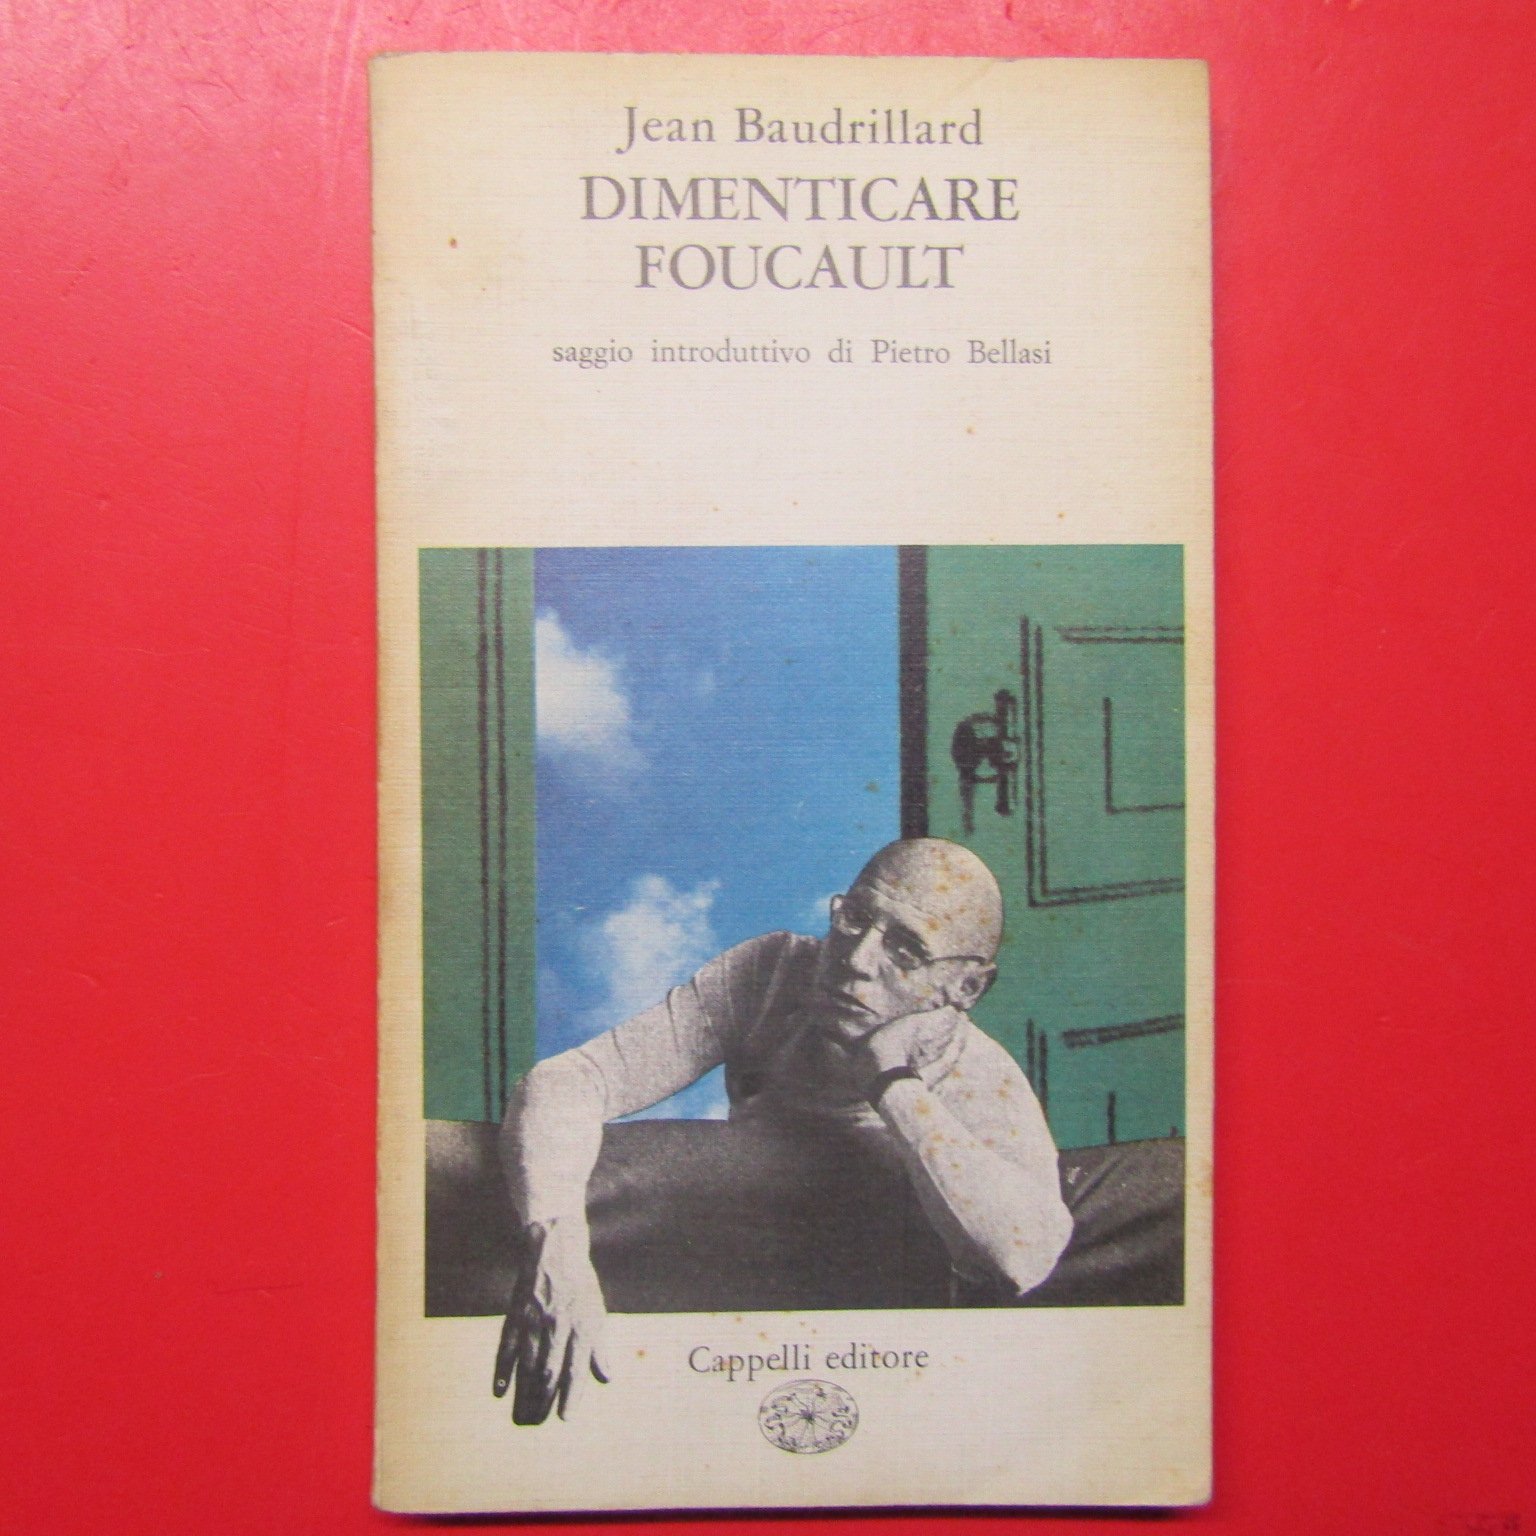 Jean Baudrillard
DIMENTICARE
FOUCAULT
saggio introduttivo di Pietro Bellasi
Cappelli editore